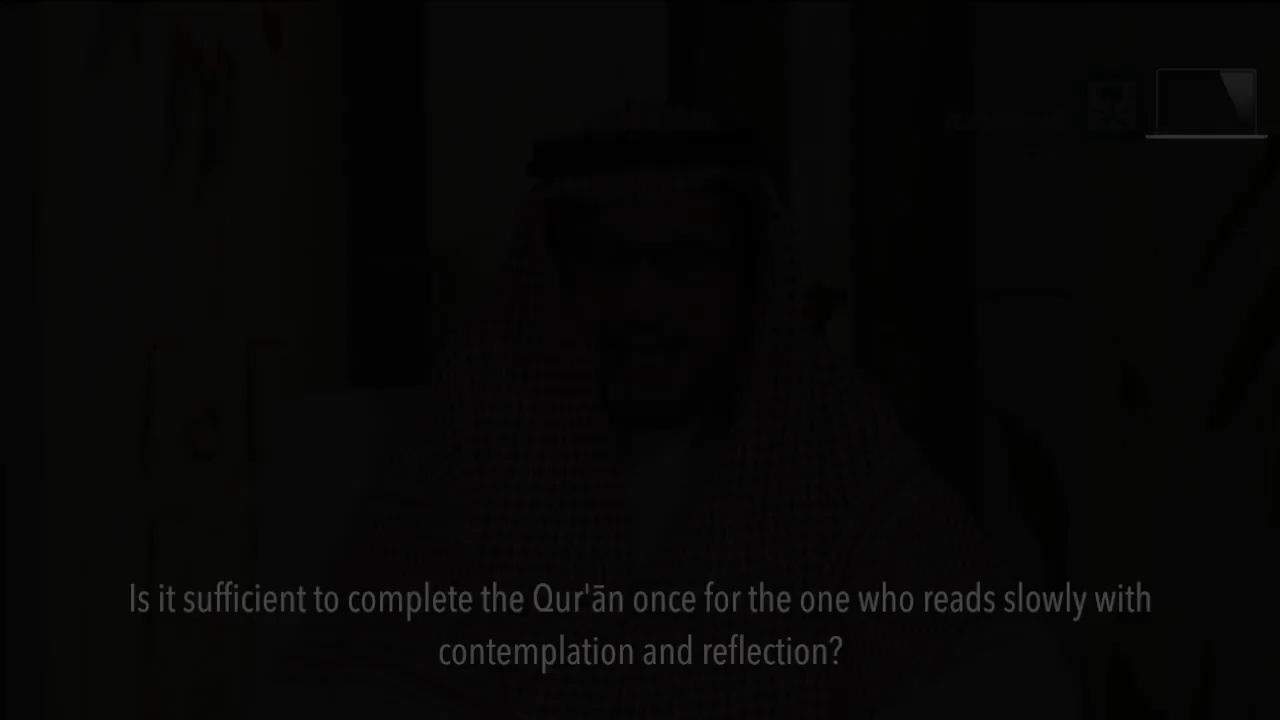 Is it sufficient to complete the Qur'ān once for the one who reads slowly with
contemplation and reflection?